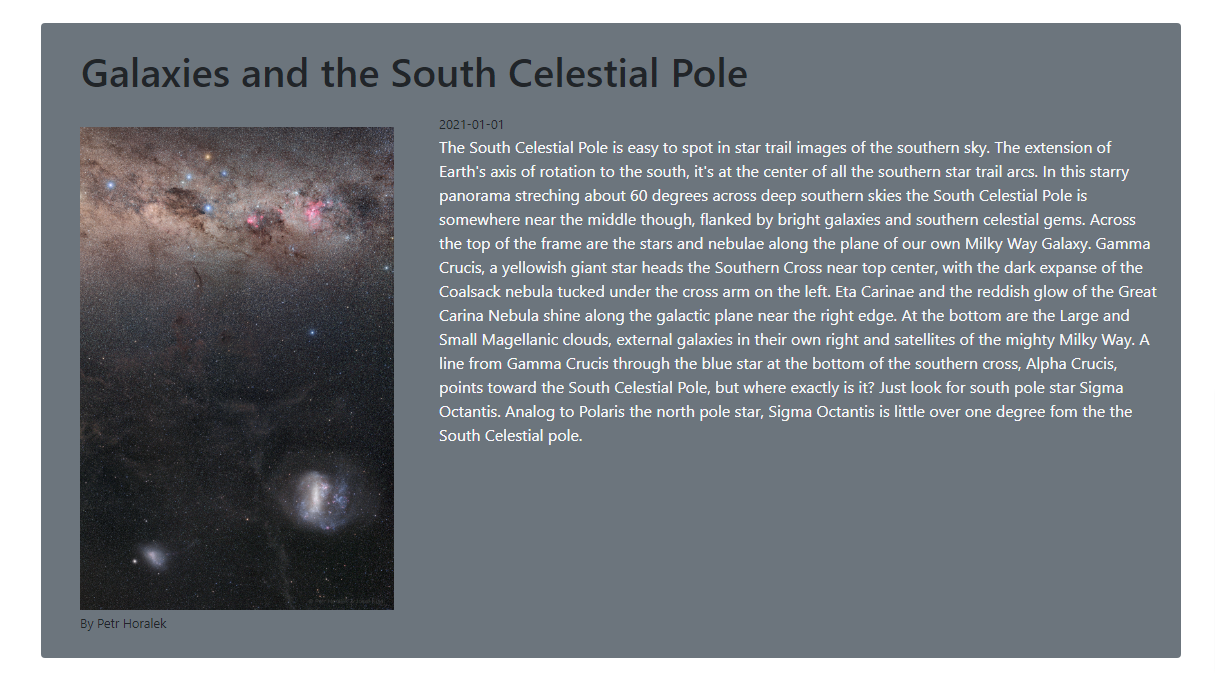 Galaxies and the South Celestial Pole
2021-01-01
The South Celestial Pole is easy to spot in star trail images of the southern sky. The extension of
Earth's axis of rotation to the south, it's at the center of all the southern star trail arcs. In this starry
panorama streching about 60 degrees across deep southern skies the South Celestial Pole is
somewhere near the middle though, flanked by bright galaxies and southern celestial gems. Across
the top of the frame are the stars and nebulae along the plane of our own Milky Way Galaxy. Gamma
Crucis, a yellowish giant star heads the Southern Cross near top center, with the dark expanse of the
Coalsack nebula tucked under the cross arm on the left. Eta Carinae and the reddish glow of the Great
Carina Nebula shine along the galactic plane near the right edge. At the bottom are the Large and
Small Magellanic clouds, external galaxies in their own right and satellites of the mighty Milky Way. A
line from Gamma Crucis through the blue star at the bottom of the southern cross, Alpha Crucis,
points toward the South Celestial Pole, but where exactly is it? Just look for south pole star Sigma
Octantis. Analog to Polaris the north pole star, Sigma Octantis is little over one degree fom the the
South Celestial pole.
By Petr Horalek